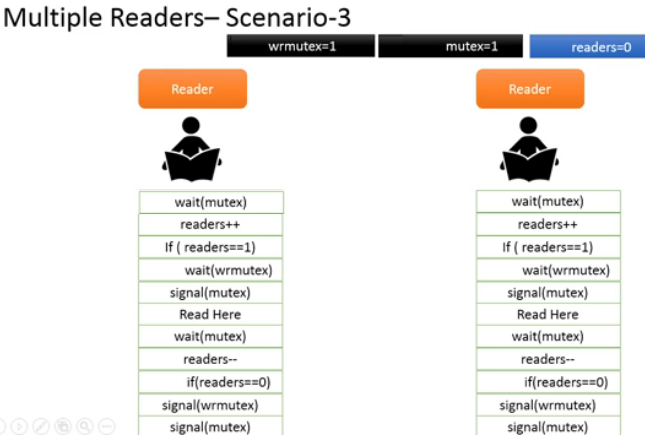 Multiple Readers– Scenario-3
wrmutex=1
mutex=1
readers=0
Reader
wait(mutex)
readers++
If ( readers==1)
wait(wrmutex)
signal(mutex)
Read Here
wait(mutex)
readers--
if(readers==0)
signal(wrmutex)
signal(mutex)
Reader
wait(mutex)
readers++
If ( readers==1)
wait(wrmutex)
signal(mutex)
Read Here
wait(mutex)
readers--
if(readers==0)
signal(wrmutex)
signal(mutex)